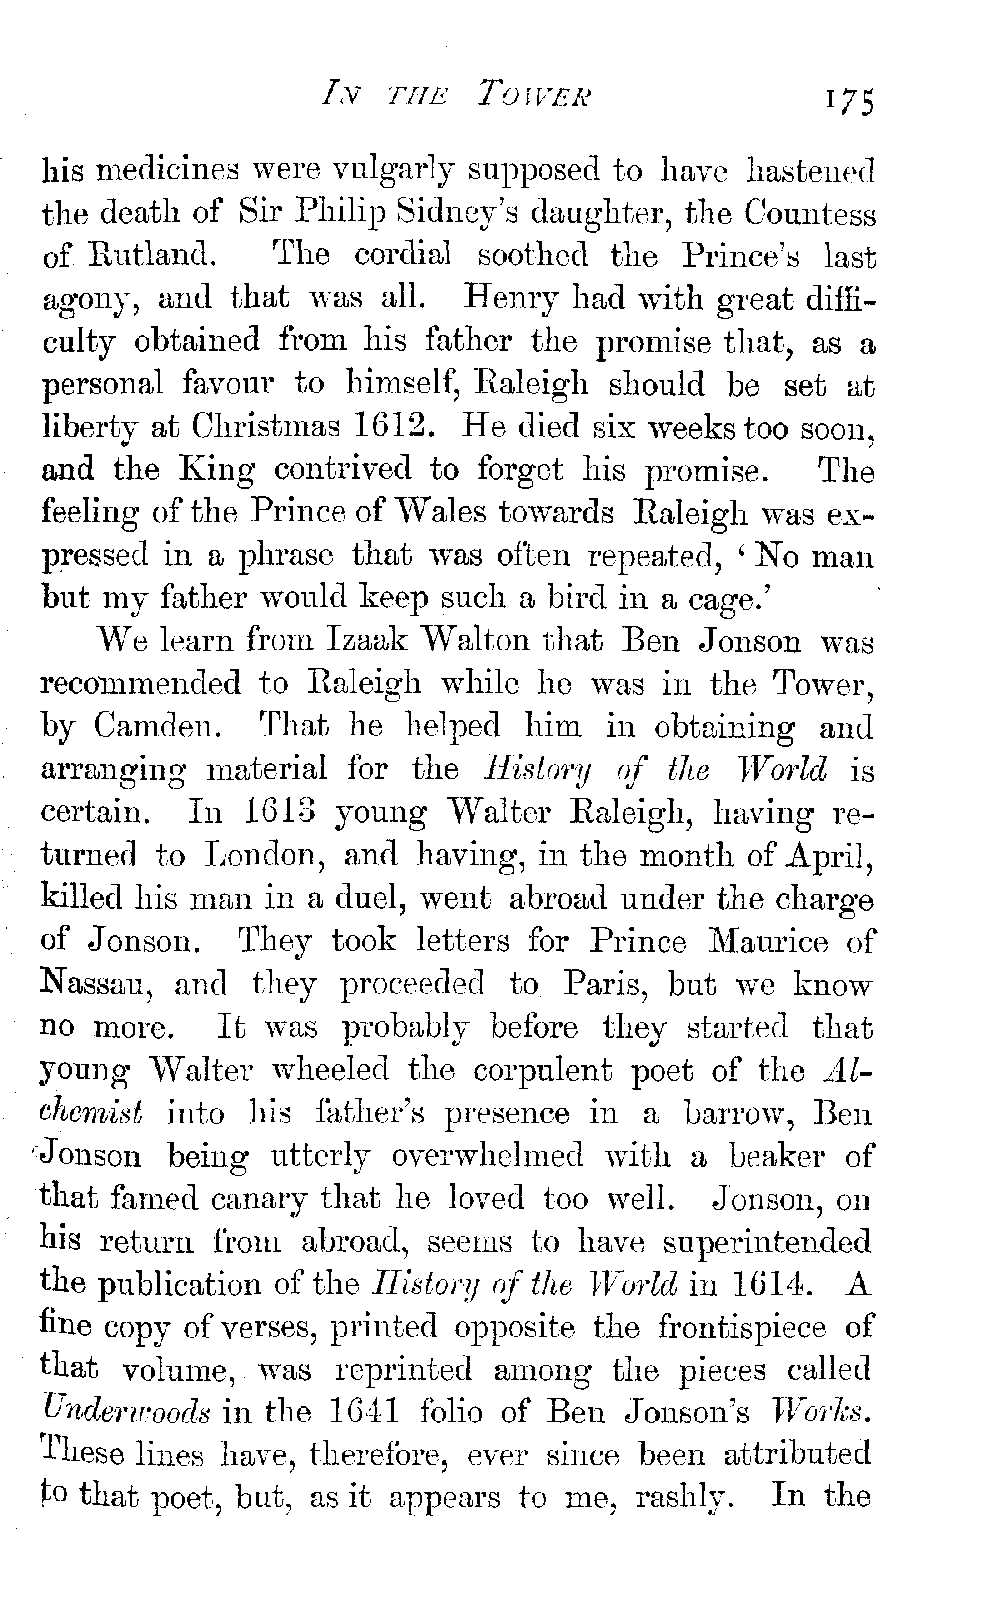 IN THE TOWER 175
his medicines were vulgarly supposed to have hastened
the death of Sir Philip Sidney's daughter, the Countess
of Rutland. The cordial soothed the Prince's last
agony, and that was all. Henry had with great diffi-
culty obtained from his father the promise that, as a
personal favour to himself, Raleigh should be set at
liberty at Christmas 1612. He died six weeks too soon,
and the King contrived to forget his promise. The
feeling of the Prince of Wales towards Raleigh was ex-
pressed in a phrase that was often repeated, ‘No man
but my father would keep such a bird in a cage.’
We learn from Izaak Walton that Ben Jonson was
recommended to Raleigh while he was in the Tower,
by Camden. That he helped him in obtaining and
arranging material for the History of the World is
certain. In 1613 young Walter Raleigh, having re-
turned to London, and having, in the month of April,
killed his man in a duel, went abroad under the charge
of Jonson. They took letters for Prince Maurice of
Nassau, and they proceeded to Paris, but we know
no more. It was probably before they started that
young Walter wheeled the corpulent poet of the Al-
chemist into his father's presence in a barrow, Ben
Jonson being utterly overwhelmed with a beaker of
that famed canary that he loved too well. Jonson, on
his return from abroad, seems to have superintended
the publication of the History of the World in 1614. A
fine copy of verses, printed opposite the frontispiece of
that volume, was reprinted among the pieces called
Underwoods in the 1641 folio of Ben Jonson's Works.
These lines have, therefore, ever since been attributed
to that poet, but, as it appears to me, rashly. In the